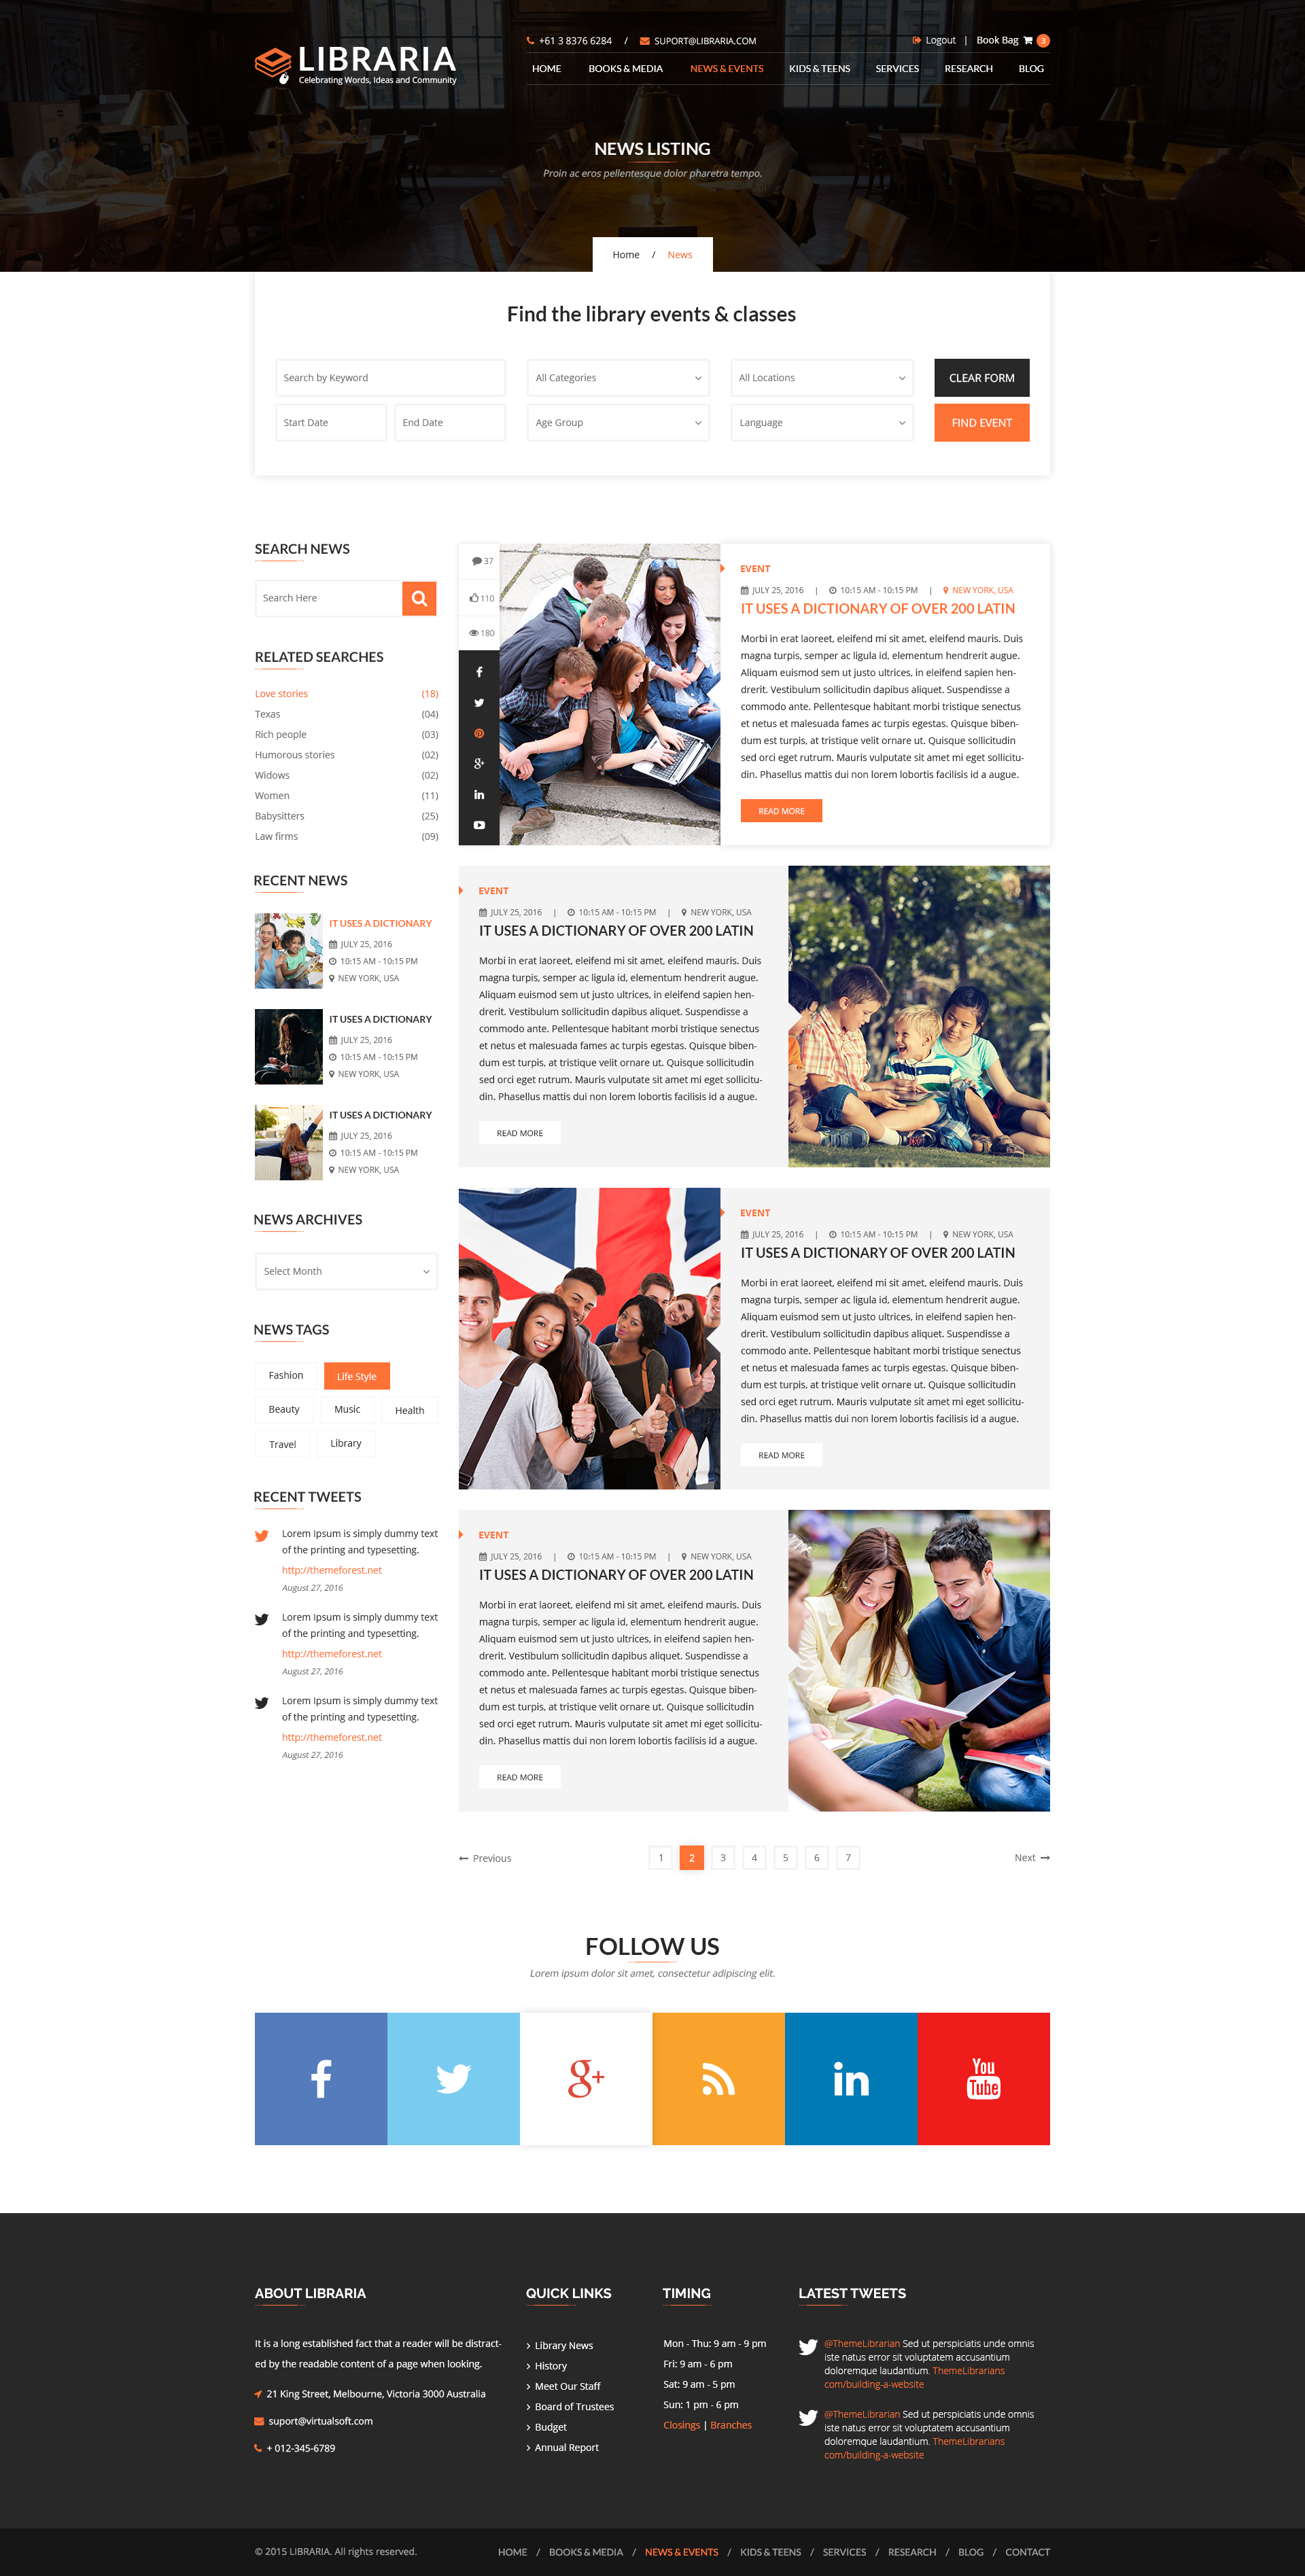 +61 3 8376 6284 / SUPORT@LIBRARIA.COM
Logout | Book Bag 3
LIBRARIA
Celebrating Words, Ideas and Community
HOME BOOKS & MEDIA NEWS & EVENTS KIDS & TEENS SERVICES RESEARCH BLOG
NEWS LISTING
Proin ac eros pellentesque dolor pharetra tempo.
Home / News
Find the library events & classes
Search by Keyword All Categories All Locations CLEAR FORM
Start Date End Date Age Group Language FIND EVENT
SEARCH NEWS
Search Here
RELATED SEARCHES
Love stories (18)
Texas (04)
Rich people (03)
Humorous stories (02)
Widows (02)
Women (11)
Babysitters (25)
Law firms (09)
RECENT NEWS
IT USES A DICTIONARY
JULY 25, 2016
10:15 AM - 10:15 PM
NEW YORK, USA
IT USES A DICTIONARY
JULY 25, 2016
10:15 AM - 10:15 PM
NEW YORK, USA
IT USES A DICTIONARY
JULY 25, 2016
10:15 AM - 10:15 PM
NEW YORK, USA
NEWS ARCHIVES
Select Month
NEWS TAGS
Fashion Life Style
Beauty Music Health
Travel Library
RECENT TWEETS
Lorem Ipsum is simply dummy text
of the printing and typesetting.
http://themeforest.net
August 27, 2016
Lorem Ipsum is simply dummy text
of the printing and typesetting.
http://themeforest.net
August 27, 2016
Lorem Ipsum is simply dummy text
of the printing and typesetting.
http://themeforest.net
August 27, 2016
37
110
180
EVENT
JULY 25, 2016 | 10:15 AM - 10:15 PM | NEW YORK, USA
IT USES A DICTIONARY OF OVER 200 LATIN
Morbi in erat laoreet, eleifend mi sit amet, eleifend mauris. Duis
magna turpis, semper ac ligula id, elementum hendrerit augue.
Aliquam euismod sem ut justo ultrices, in eleifend sapien hen-
drerit. Vestibulum sollicitudin dapibus aliquet. Suspendisse a
commodo ante. Pellentesque habitant morbi tristique senectus
et netus et malesuada fames ac turpis egestas. Quisque biben-
dum est turpis, at tristique velit ornare ut. Quisque sollicitudin
sed orci eget rutrum. Mauris vulputate sit amet mi eget sollicitu-
din. Phasellus mattis dui non lorem lobortis facilisis id a augue.
READ MORE
EVENT
JULY 25, 2016 | 10:15 AM - 10:15 PM | NEW YORK, USA
IT USES A DICTIONARY OF OVER 200 LATIN
Morbi in erat laoreet, eleifend mi sit amet, eleifend mauris. Duis
magna turpis, semper ac ligula id, elementum hendrerit augue.
Aliquam euismod sem ut justo ultrices, in eleifend sapien hen-
drerit. Vestibulum sollicitudin dapibus aliquet. Suspendisse a
commodo ante. Pellentesque habitant morbi tristique senectus
et netus et malesuada fames ac turpis egestas. Quisque biben-
dum est turpis, at tristique velit ornare ut. Quisque sollicitudin
sed orci eget rutrum. Mauris vulputate sit amet mi eget sollicitu-
din. Phasellus mattis dui non lorem lobortis facilisis id a augue.
READ MORE
EVENT
JULY 25, 2016 | 10:15 AM - 10:15 PM | NEW YORK, USA
IT USES A DICTIONARY OF OVER 200 LATIN
Morbi in erat laoreet, eleifend mi sit amet, eleifend mauris. Duis
magna turpis, semper ac ligula id, elementum hendrerit augue.
Aliquam euismod sem ut justo ultrices, in eleifend sapien hen-
drerit. Vestibulum sollicitudin dapibus aliquet. Suspendisse a
commodo ante. Pellentesque habitant morbi tristique senectus
et netus et malesuada fames ac turpis egestas. Quisque biben-
dum est turpis, at tristique velit ornare ut. Quisque sollicitudin
sed orci eget rutrum. Mauris vulputate sit amet mi eget sollicitu-
din. Phasellus mattis dui non lorem lobortis facilisis id a augue.
READ MORE
EVENT
JULY 25, 2016 | 10:15 AM - 10:15 PM | NEW YORK, USA
IT USES A DICTIONARY OF OVER 200 LATIN
Morbi in erat laoreet, eleifend mi sit amet, eleifend mauris. Duis
magna turpis, semper ac ligula id, elementum hendrerit augue.
Aliquam euismod sem ut justo ultrices, in eleifend sapien hen-
drerit. Vestibulum sollicitudin dapibus aliquet. Suspendisse a
commodo ante. Pellentesque habitant morbi tristique senectus
et netus et malesuada fames ac turpis egestas. Quisque biben-
dum est turpis, at tristique velit ornare ut. Quisque sollicitudin
sed orci eget rutrum. Mauris vulputate sit amet mi eget sollicitu-
din. Phasellus mattis dui non lorem lobortis facilisis id a augue.
READ MORE
Previous 1 2 3 4 5 6 7 Next
FOLLOW US
Lorem ipsum dolor sit amet, consectetur adipiscing elit.
You
Tube
ABOUT LIBRARIA
It is a long established fact that a reader will be distract-
ed by the readable content of a page when looking.
21 King Street, Melbourne, Victoria 3000 Australia
suport@virtualsoft.com
+ 012-345-6789
QUICK LINKS
Library News
History
Meet Our Staff
Board of Trustees
Budget
Annual Report
TIMING
Mon - Thu: 9 am - 9 pm
Fri: 9 am - 6 pm
Sat: 9 am - 5 pm
Sun: 1 pm - 6 pm
Closings | Branches
LATEST TWEETS
@ThemeLibrarian Sed ut perspiciatis unde omnis
iste natus error sit voluptatem accusantium
doloremque laudantium. ThemeLibrarians
com/building-a-website
@ThemeLibrarian Sed ut perspiciatis unde omnis
iste natus error sit voluptatem accusantium
doloremque laudantium. ThemeLibrarians
com/building-a-website
© 2015 LIBRARIA. All rights reserved.
HOME / BOOKS & MEDIA / NEWS & EVENTS / KIDS & TEENS / SERVICES / RESEARCH / BLOG / CONTACT